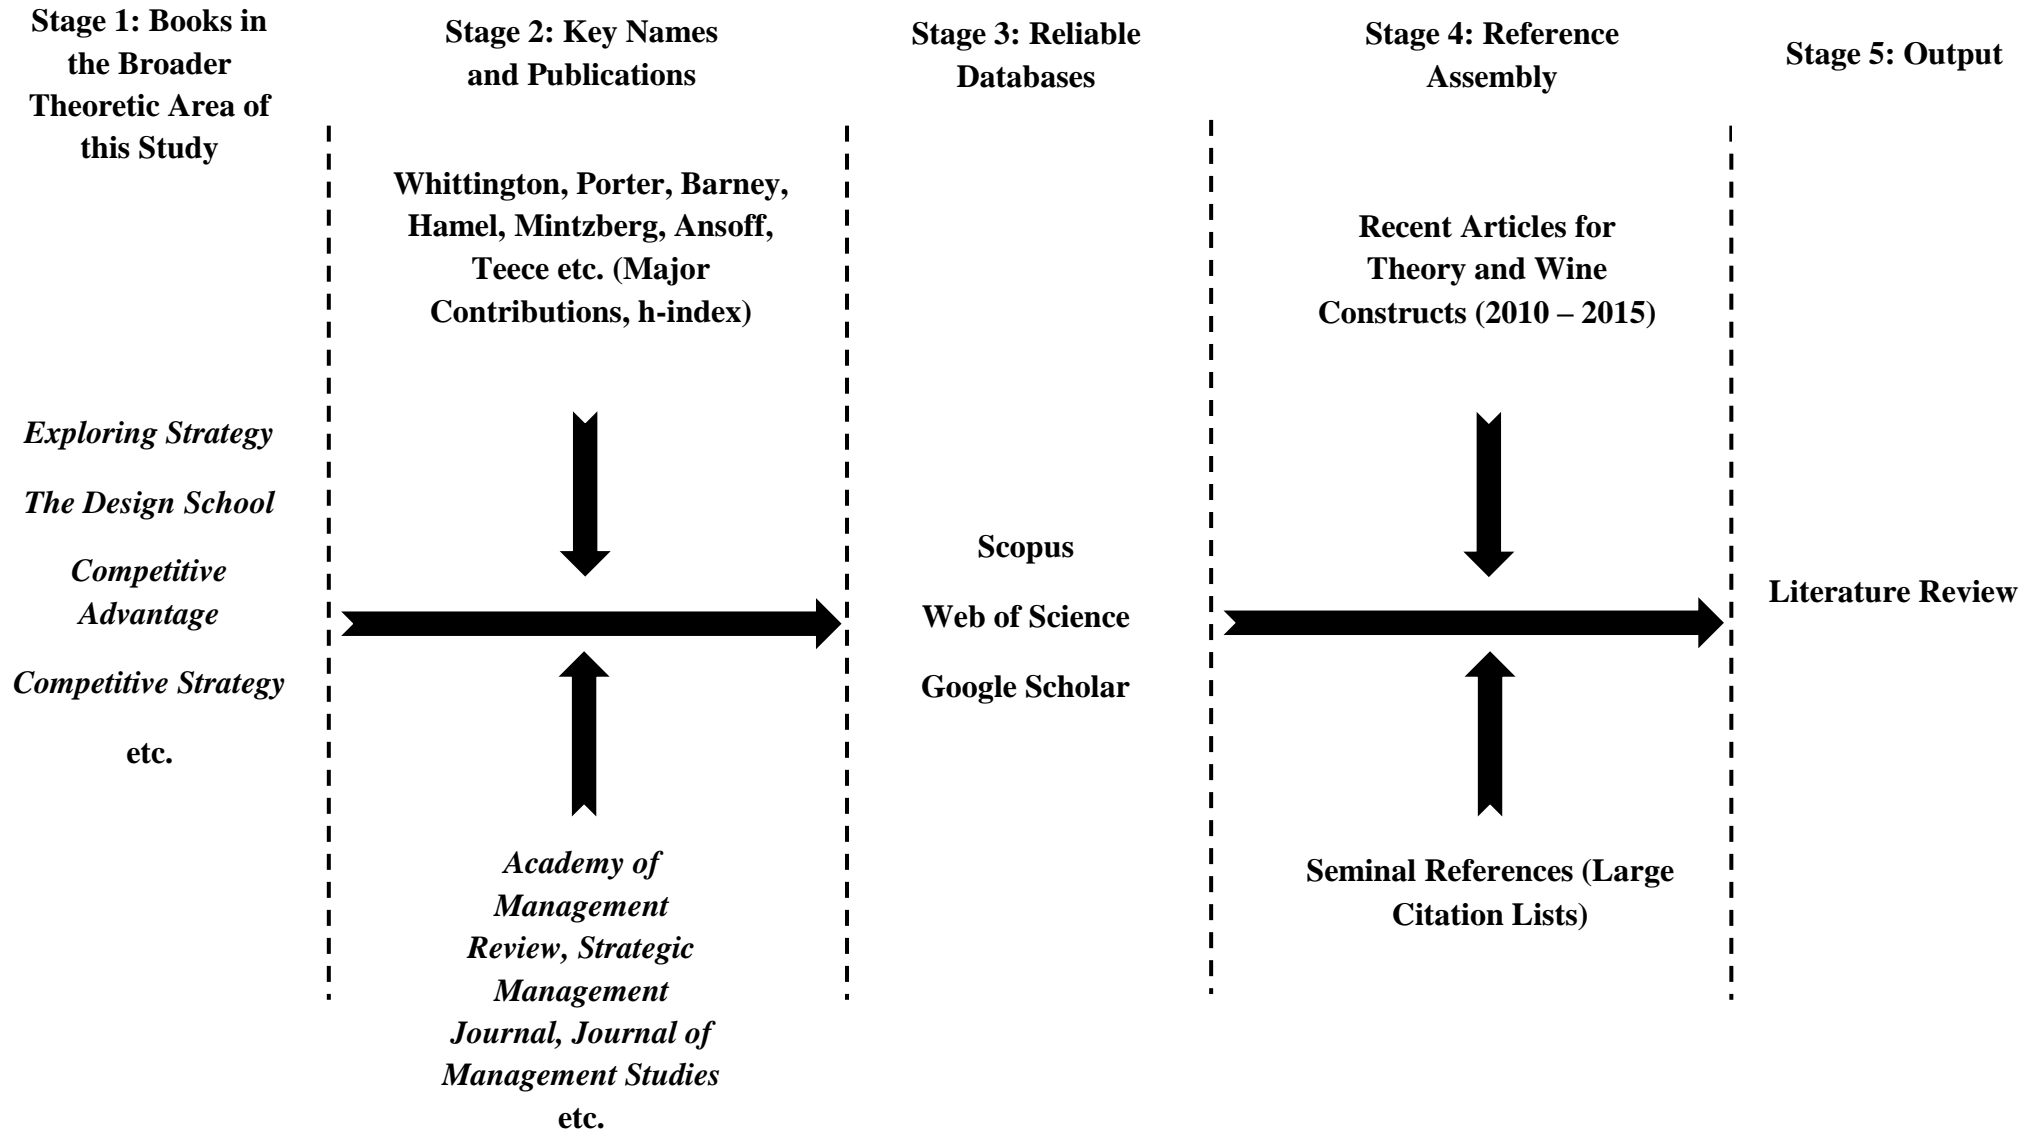 Stage 1: Books in
the Broader
Theoretic Area of
this Study
Exploring Strategy
The Design School
Competitive
Advantage
Competitive Strategy
etc.
Stage 2: Key Names
and Publications
Whittington, Porter, Barney,
Hamel, Mintzberg, Ansoff,
Teece etc. (Major
Contributions, h-index)
Academy of
Management
Review, Strategic
Management
Journal, Journal of
Management Studies
etc.
Stage 3: Reliable
Databases
Scopus
Web of Science
Google Scholar
Stage 4: Reference
Assembly
Recent Articles for
Theory and Wine
Constructs (2010 – 2015)
Seminal References (Large
Citation Lists)
Stage 5: Output
Literature Review